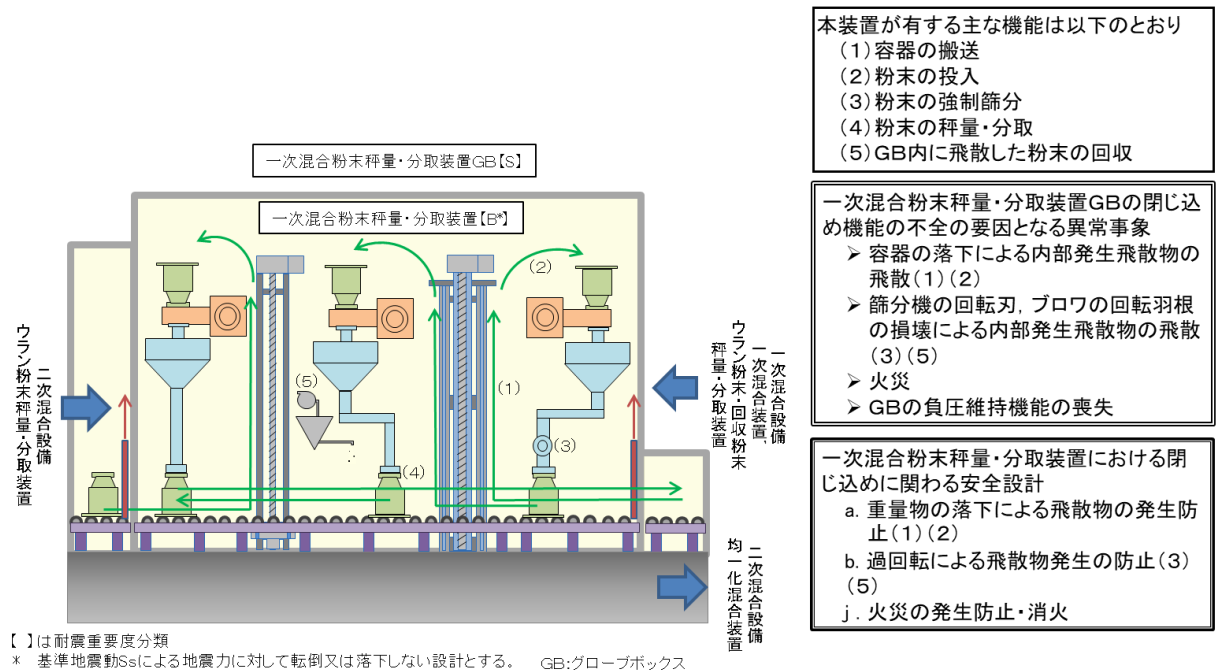 一次混合粉末秤量・分取装置GB【S】
一次混合粉末秤量・分取装置【B*】
(1)
(2)
(3)
(4)
(5)
二次混合設備
ウラン粉末秤量・分取装置
一次混合設備
一次混合装置、
ウラン粉末・回収粉末
秤量・分取装置
二次混合設備
均一化混合装置
【 】は耐震重要度分類
* 基準地震動Ssによる地震力に対して転倒又は落下しない設計とする。 GB:グローブボックス
本装置が有する主な機能は以下のとおり
(1)容器の搬送
(2)粉末の投入
(3)粉末の強制篩分
(4)粉末の秤量・分取
(5)GB内に飛散した粉末の回収
一次混合粉末秤量・分取装置GBの閉じ込
め機能の不全の要因となる異常事象
➢ 容器の落下による内部発生飛散物の
飛散(1)(2)
➢ 篩分機の回転刃,ブロワの回転羽根
の損壊による内部発生飛散物の飛散
(3)(5)
➢ 火災
➢ GBの負圧維持機能の喪失
一次混合粉末秤量・分取装置における閉
じ込めに関わる安全設計
a. 重量物の落下による飛散物の発生防
止(1)(2)
b. 過回転による飛散物発生の防止(3)
(5)
j. 火災の発生防止・消火